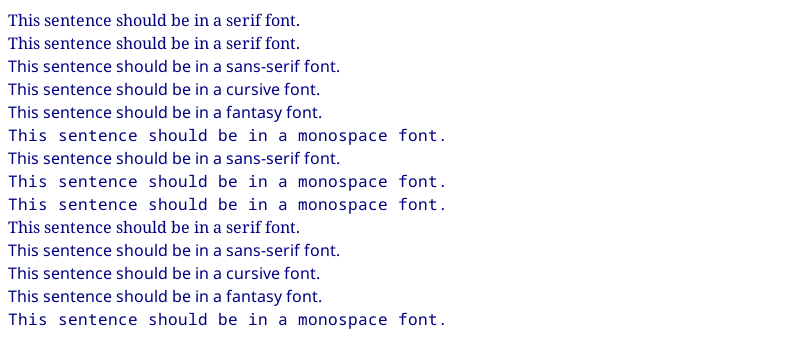 This sentence should be in a serif font.
This sentence should be in a serif font.
This sentence should be in a sans-serif font.
This sentence should be in a cursive font.
This sentence should be in a fantasy font.
This sentence should be in a monospace font.
This sentence should be in a sans-serif font.
This sentence should be in a monospace font.
This sentence should be in a monospace font.
This sentence should be in a serif font.
This sentence should be in a sans-serif font.
This sentence should be in a cursive font.
This sentence should be in a fantasy font.
This sentence should be in a monospace font.